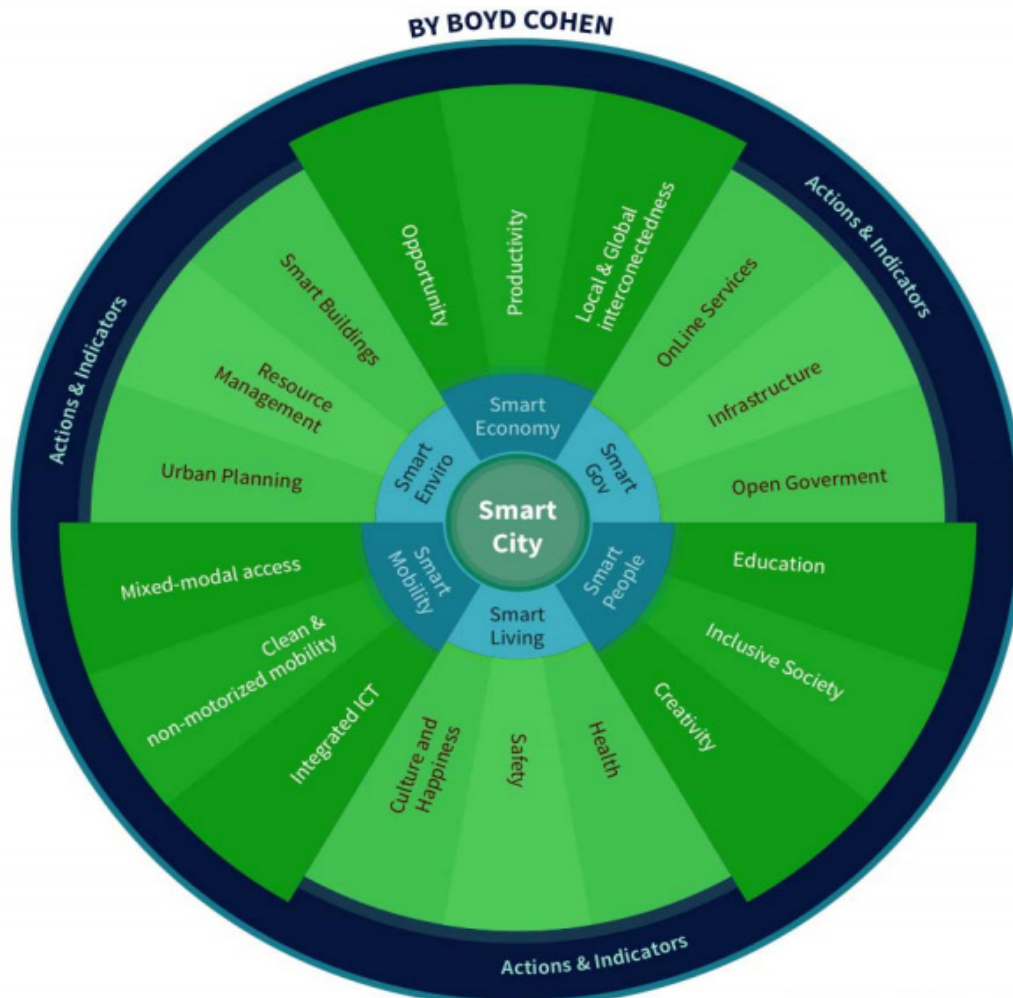 BY BOYD COHEN
Actions & Indicators
Actions & Indicators
Opportunity
Productivity
Local & Global
interconnectedness
Smart Buildings
OnLine Services
Resource
Management
Infrastructure
Urban Planning
Open Goverment
Smart
Economy
Smart
Enviro
Smart
Gov
Smart
City
Smart
Mobility
Smart
People
Smart
Living
Mixed-modal access
Education
Clean &
non-motorized mobility
Inclusive Society
Integrated ICT
Creativity
Culture and
Happiness
Safety
Health
Actions & Indicators